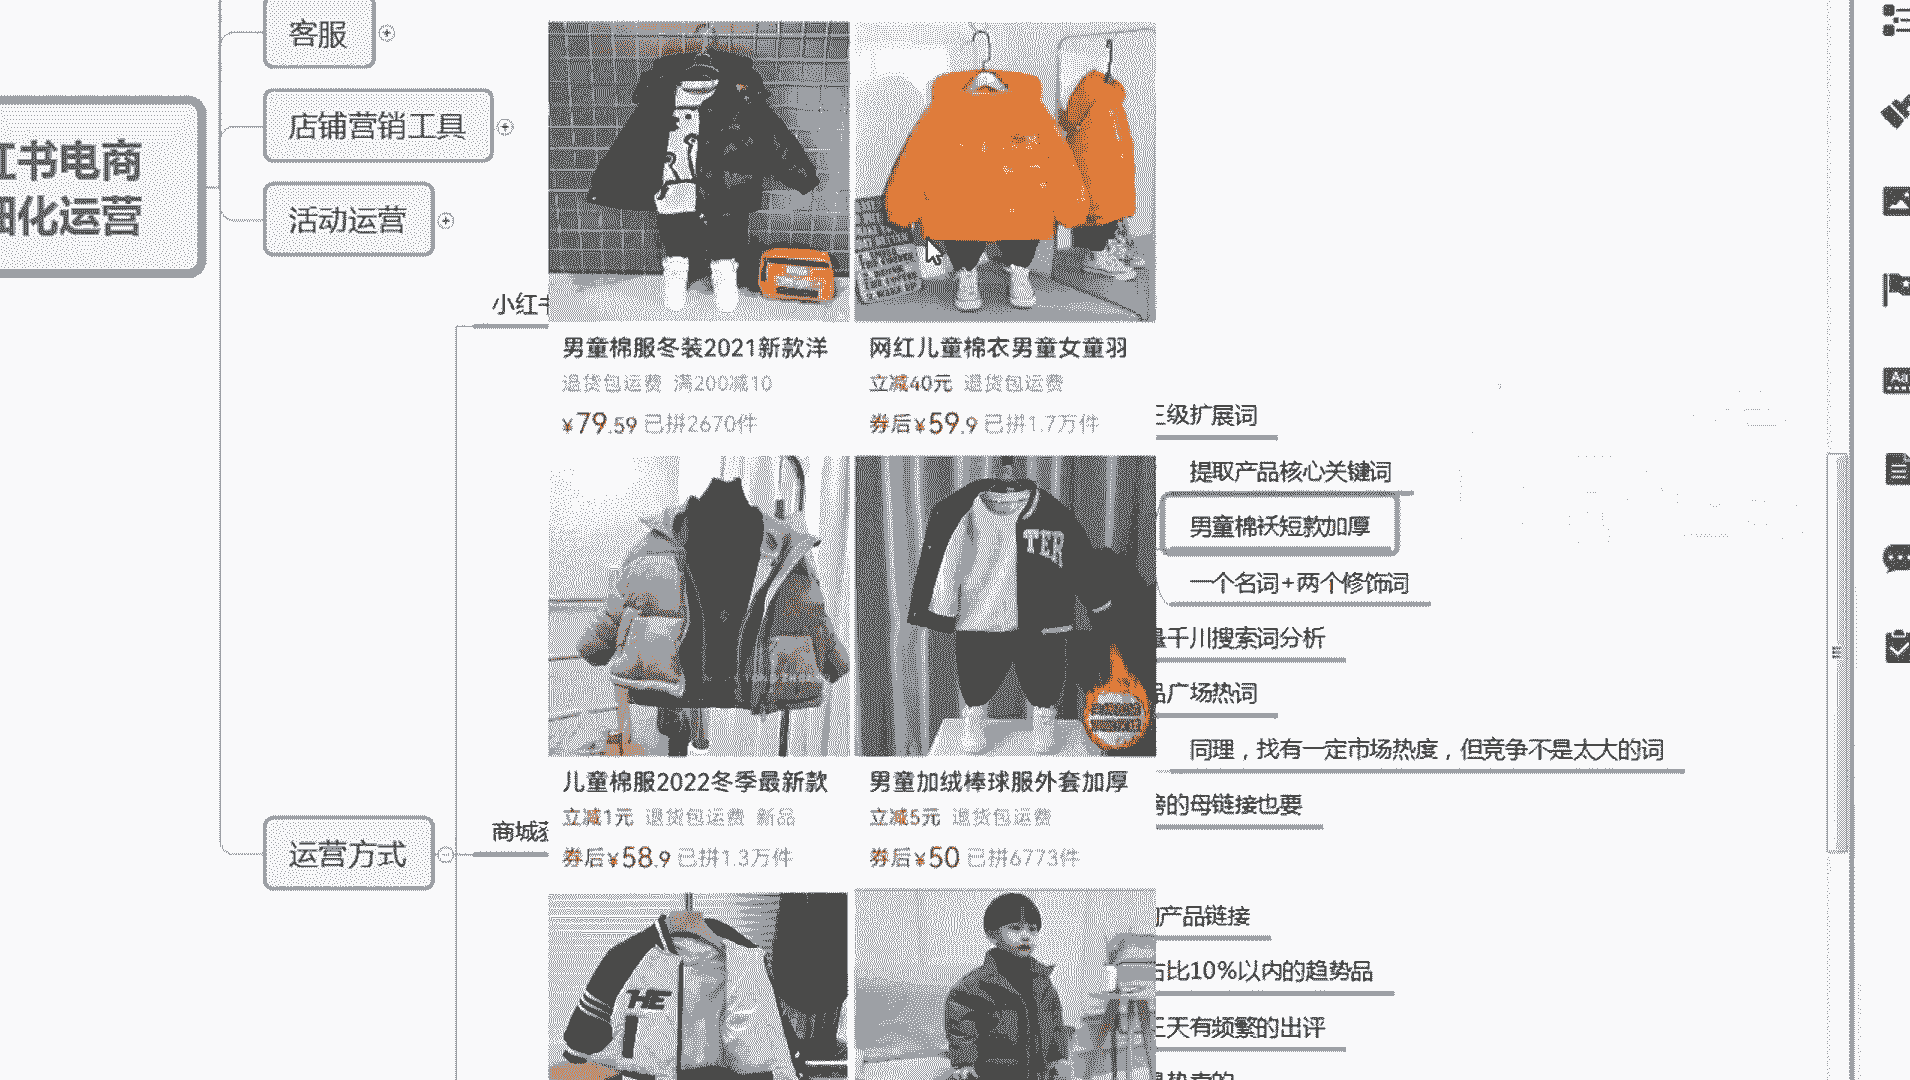 客服
店铺营销工具
红书电商
细化运营
活动运营
小红书
男童棉服冬装2021新款洋
退货包运费 满200减10
¥79.59 已拼2670件
网红儿童棉衣男童女童羽
立减40元 退货包运费
券后¥59.9 已拼1.7万件
三级扩展词
提取产品核心关键词
男童棉袄短款加厚
一个名词+两个修饰词
千川搜索词分析
品广场热词
同理，找有一定市场热度，但竞争不是太大的词
的母链接也要
TER
儿童棉服2022冬季最新款
立减1元 退货包运费 新品
券后¥58.9 已拼1.3万件
男童加绒棒球服外套加厚
立减5元 退货包运费
券后¥50 已拼6773件
商城
运营方式
产品链接
占比10%以内的趋势品
三天有频繁的出评
HE
Aa